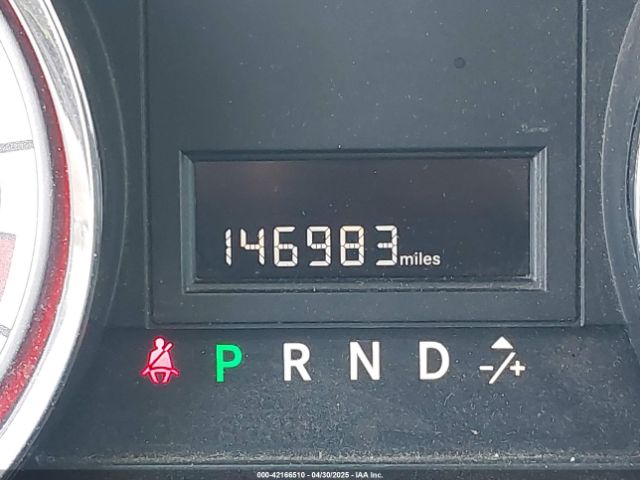 146983 miles
P R N D -/+
000-42166510 - 04/30/2025 - IAA Inc.